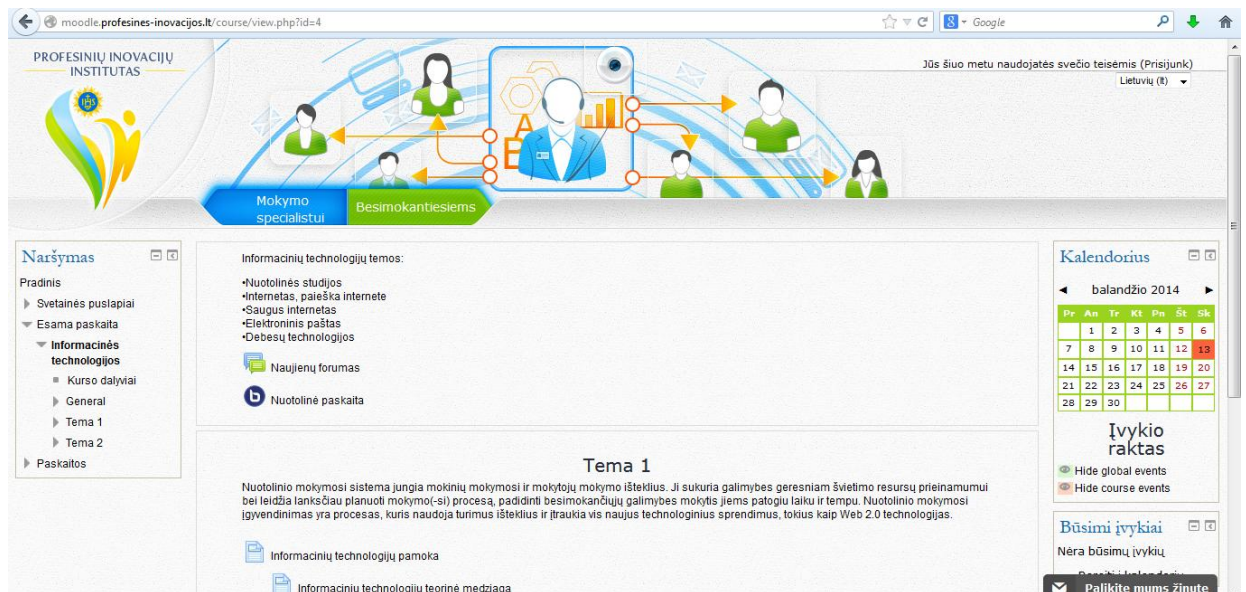 moodle.profesines-inovacijos.lt/course/view.php?id=4
Google
PROFESINIŲ INOVACIJŲ
INSTITUTAS
IHS
A
B
Jūs šiuo metu naudojatės svečio teisėmis (Prisijunk)
Lietuvių (lt)
Mokymo
specialistui
Besimokantiesiems
Naršymas
Pradinis
Svetainės puslapiai
Esama paskaita
Informacinės
technologijos
Kurso dalyviai
General
Tema 1
Tema 2
Paskaitos
Informacinių technologijų temos:
•Nuotolinės studijos
•Internetas, paieška internete
•Saugus internetas
•Elektroninis paštas
•Debesų technologijos
Naujienų forumas
b
Nuotolinė paskaita
Tema 1
Nuotolinio mokymosi sistema jungia mokinių mokymosi ir mokytojų mokymo išteklius. Ji sukuria galimybes geresniam švietimo resursų prieinamumui
bei leidžia lanksčiau planuoti mokymo(-si) procesą, padidinti besimokančiųjų galimybes mokytis jiems patogiu laiku ir tempu. Nuotolinio mokymosi
įgyvendinimas yra procesas, kuris naudoja turimus išteklius ir įtraukia vis naujus technologinius sprendimus, tokius kaip Web 2.0 technologijas.
Informacinių technologijų pamoka
Informacinių technologijų teorinė medžiaga
Kalendorius
balandžio 2014
Pr An Tr Kt Pn Št Sk
1 2 3 4 5 6
7 8 9 10 11 12 13
14 15 16 17 18 19 20
21 22 23 24 25 26 27
28 29 30
Įvykio
raktas
Hide global events
Hide course events
Būsimi įvykiai
Nėra būsimų įvykių
Palikite mums žinutę